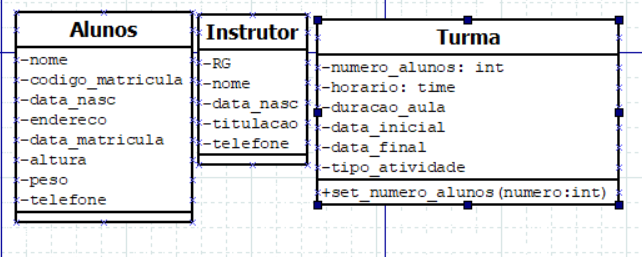 Alunos
-nome
-codigo_matricula
-data_nasc
-endereco
-data_matricula
-altura
-peso
-telefone
Instrutor
-RG
-nome
-data_nasc
-titulacao
-telefone
Turma
-numero_alunos: int
-horario: time
-duracao_aula
-data_inicial
-data_final
-tipo_atividade
+set_numero_alunos(numero:int)